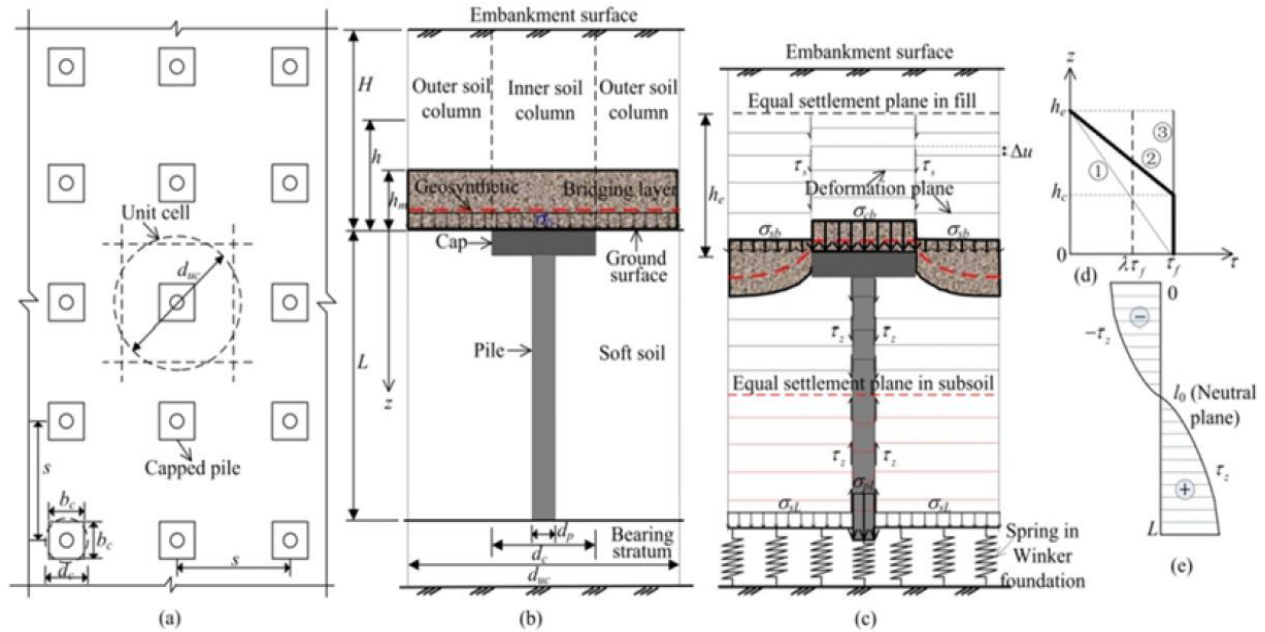 Unit cell
d_uc
s
Capped pile
b_c
b_c
d_c
s
(a)
Embankment surface
H
Outer soil
column
Inner soil
column
Outer soil
column
h
h_m
Geosynthetic
Bridging layer
Cap
Ground
surface
L
Pile
Soft soil
z
d_p
d_c
d_uc
Bearing
stratum
(b)
Embankment surface
Equal settlement plane in fill
Δu
h_e
τ_s
τ_s
Deformation plane
σ_cb
σ_sb
σ_sb
τ_z
τ_z
Equal settlement plane in subsoil
τ_z
τ_z
σ_sL
σ_sL
Spring in
Winker
foundation
(c)
z
h_e
①
②
③
h_c
0
λτ_f
τ_f
τ
(d)
0
−
−τ_z
l_0 (Neutral
plane)
τ_z
+
L
(e)